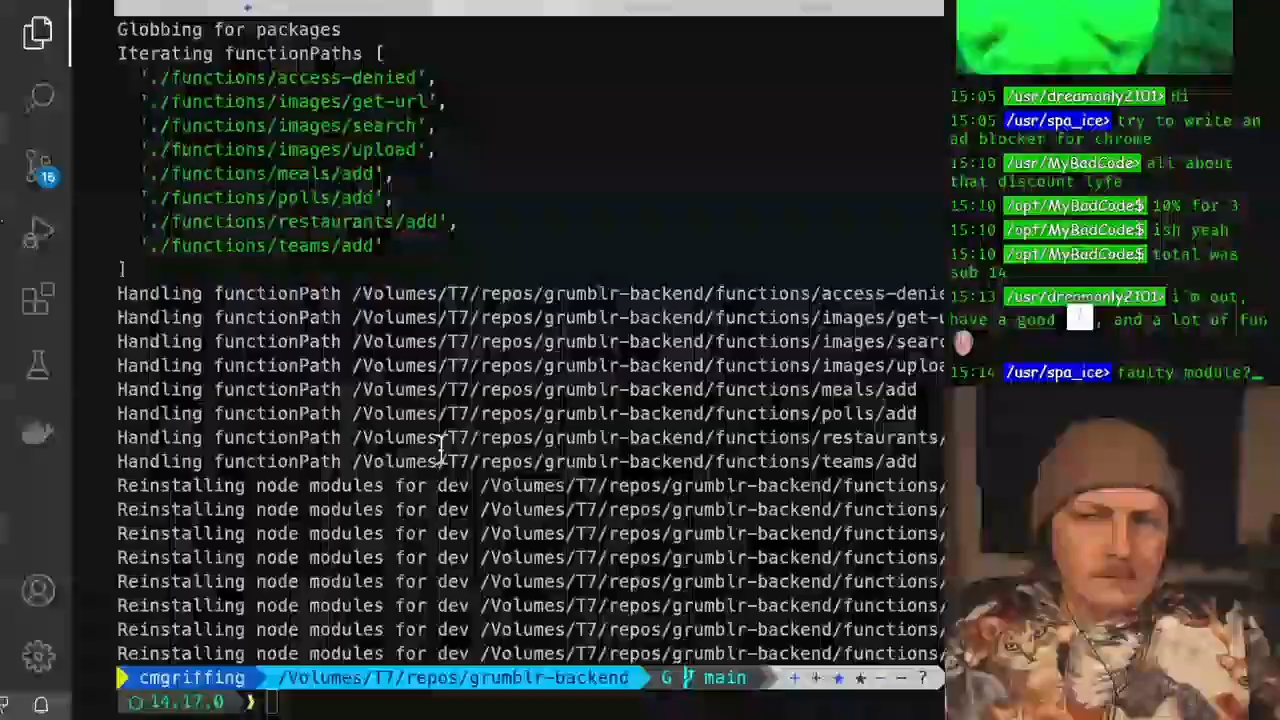 Globbing for packages
Iterating functionPaths [
'./functions/access-denied',
'./functions/images/get-url',
'./functions/images/search',
'./functions/images/upload',
'./functions/meals/add',
'./functions/polls/add',
'./functions/restaurants/add',
'./functions/teams/add'
]
Handling functionPath /Volumes/T7/repos/grumblr-backend/functions/access-denie
Handling functionPath /Volumes/T7/repos/grumblr-backend/functions/images/get-u
Handling functionPath /Volumes/T7/repos/grumblr-backend/functions/images/searc
Handling functionPath /Volumes/T7/repos/grumblr-backend/functions/images/uploa
Handling functionPath /Volumes/T7/repos/grumblr-backend/functions/meals/add
Handling functionPath /Volumes/T7/repos/grumblr-backend/functions/polls/add
Handling functionPath /Volumes/T7/repos/grumblr-backend/functions/restaurants/
Handling functionPath /Volumes/T7/repos/grumblr-backend/functions/teams/add
Reinstalling node modules for dev /Volumes/T7/repos/grumblr-backend/functions/
Reinstalling node modules for dev /Volumes/T7/repos/grumblr-backend/functions/
Reinstalling node modules for dev /Volumes/T7/repos/grumblr-backend/functions/
Reinstalling node modules for dev /Volumes/T7/repos/grumblr-backend/functions/
Reinstalling node modules for dev /Volumes/T7/repos/grumblr-backend/functions/
Reinstalling node modules for dev /Volumes/T7/repos/grumblr-backend/functions/
Reinstalling node modules for dev /Volumes/T7/repos/grumblr-backend/functions/
Reinstalling node modules for dev /Volumes/T7/repos/grumblr-backend/functions/
cmgriffing /Volumes/T7/repos/grumblr-backend main + + ★ ★ — — ?
14.17.0 ❯
16
15:05 /usr/dreamonly2101> Hi
15:05 /usr/spa_ice> try to write an
ad blocker for chrome
15:10 /usr/MyBadCode> all about
that discount lyfe
15:10 /opt/MyBadCode$ 10% for 3
15:10 /opt/MyBadCode$ ish yeah
15:10 /opt/MyBadCode$ total was
sub 14
15:13 /usr/dreamonly2101> i`m out,
have a good , and a lot of fun
15:14 /usr/spa_ice> faulty module?_